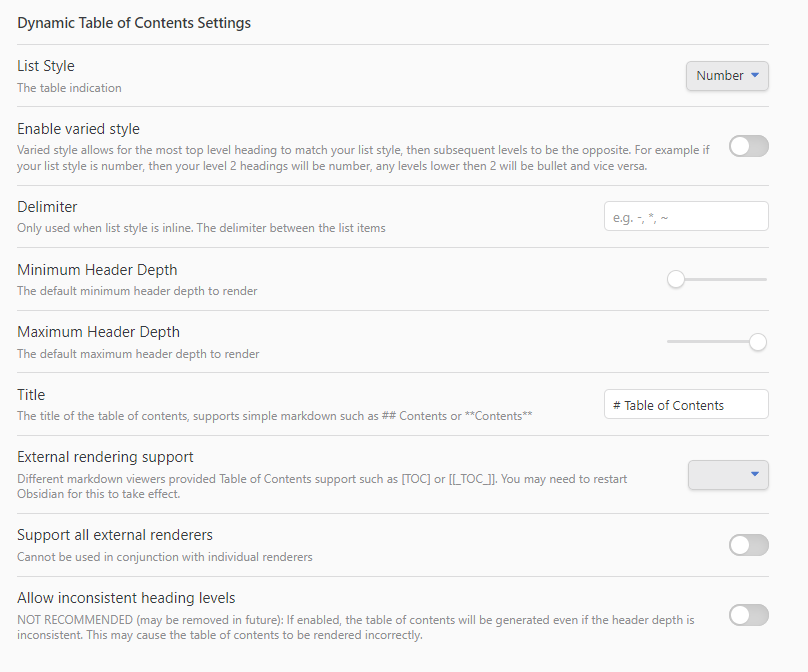 Dynamic Table of Contents Settings
List Style
Number
The table indication
Enable varied style
Varied style allows for the most top level heading to match your list style, then subsequent levels to be the opposite. For example if
your list style is number, then your level 2 headings will be number, any levels lower then 2 will be bullet and vice versa.
Delimiter
Only used when list style is inline. The delimiter between the list items
e.g. -, *, ~
Minimum Header Depth
The default minimum header depth to render
Maximum Header Depth
The default maximum header depth to render
Title
The title of the table of contents, supports simple markdown such as ## Contents or **Contents**
# Table of Contents
External rendering support
Different markdown viewers provided Table of Contents support such as [TOC] or [[_TOC_]]. You may need to restart
Obsidian for this to take effect.
Support all external renderers
Cannot be used in conjunction with individual renderers
Allow inconsistent heading levels
NOT RECOMMENDED (may be removed in future): If enabled, the table of contents will be generated even if the header depth is
inconsistent. This may cause the table of contents to be rendered incorrectly.